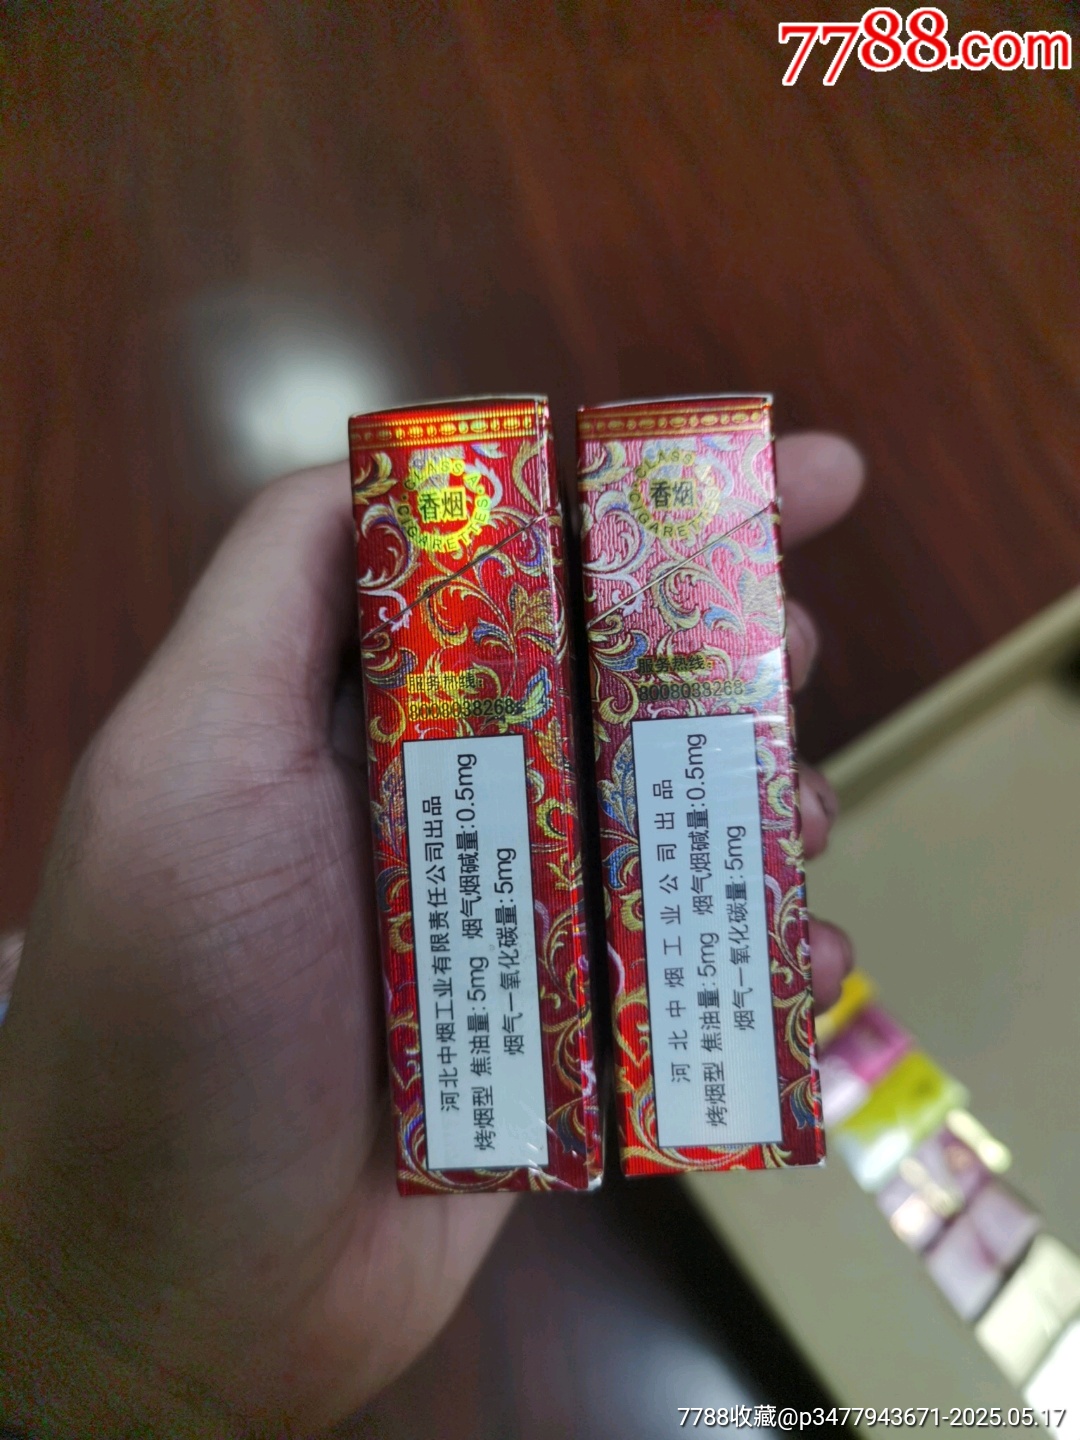 7788.com
CLASS A
香烟
CIGARETTES
服务热线:
8008038268
河北中烟工业有限责任公司出品
烤烟型 焦油量:5mg 烟气烟碱量:0.5mg
烟气一氧化碳量:5mg
CLASS A
香烟
CIGARETTES
服务热线:
8008038268
河北中烟工业公司出品
烤烟型 焦油量:5mg 烟气烟碱量:0.5mg
烟气一氧化碳量:5mg
7788收藏@p3477943671-2025.05.17